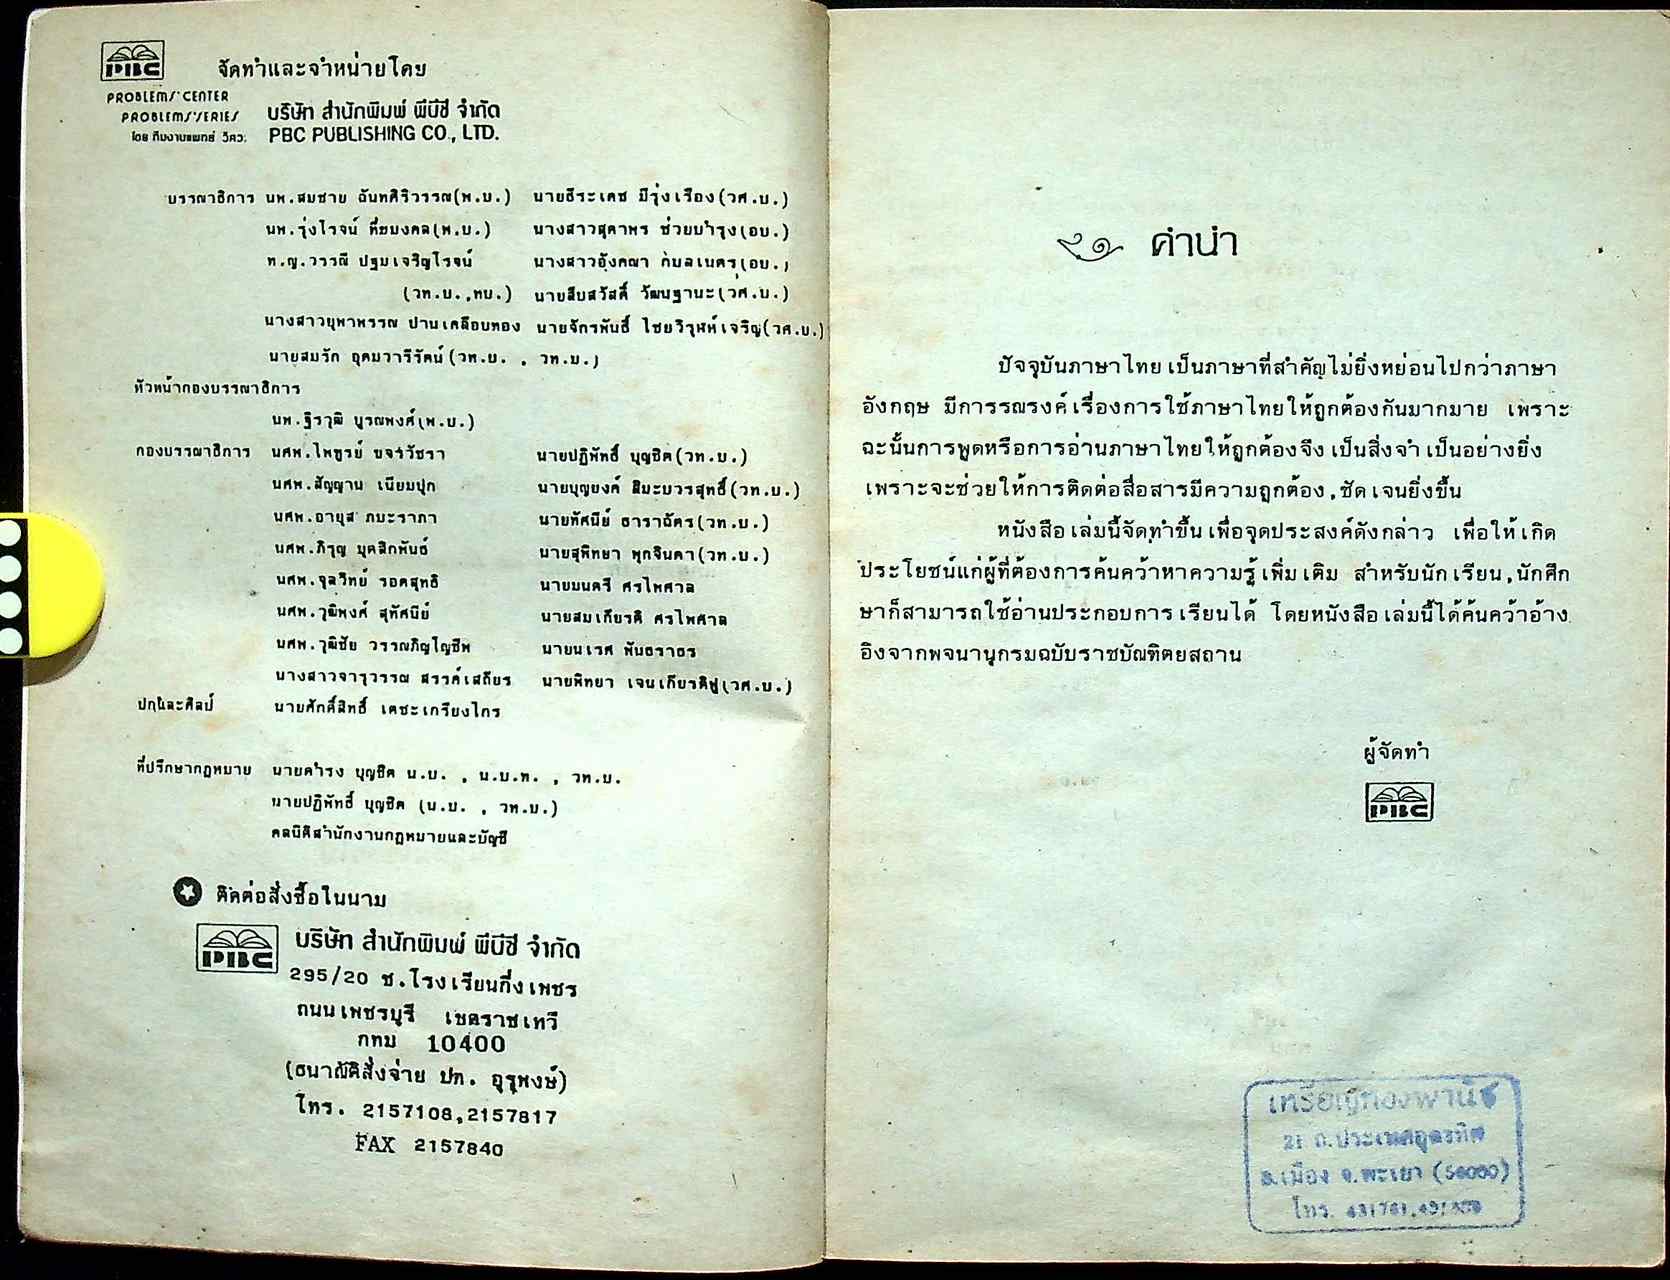 PBC
จัดทำและจำหน่ายโดย
PROBLEMS' CENTER
PROBLEMS' SERIES
โดย ทีมงานแพทย์ วิศว.
บริษัท สำนักพิมพ์ พีบีซี จำกัด
PBC PUBLISHING CO., LTD.
บรรณาธิการ นพ.สมชาย ฉันทศิริวรรณ(พ.บ.) นายธีระเดช มีรุ่งเรือง(วศ.บ.)
นพ.รุ่งโรจน์ ที่ฆมงคล(พ.บ.) นางสาวสุดาพร ช่วยบำรุง(อบ.)
ท.ญ.วรรณี ปฐมเจริญโรจน์ นางสาวอังคณา กมลเนตร(อบ.)
(วท.บ.,ทบ.) นายสืบสวัสดิ์ วัฒนฐานะ(วศ.บ.)
นางสาวยุพาพรรณ ปานเคลือบทอง นายจักรพันธ์ ไชยวิรุฬห์เจริญ(วศ.บ.)
นายสมรัก อุดมวารีรัตน์(วท.บ. , วท.ม.)
หัวหน้ากองบรรณาธิการ
นพ.ฐิรวุฒิ บูรณพงศ์(พ.บ.)
กองบรรณาธิการ นศพ.ไพฑูรย์ ขจรวัชรา นายปฏิพัทธ์ บุญชิต(วท.บ.)
นศพ.สัญญาน เนียมปุก นายบุญยงค์ สิมะบวรสุทธิ์(วท.บ.)
นศพ.อายุส ภมะราภา นายทัศนีย์ ธาราฉัตร(วท.บ.)
นศพ.ภิรุญ มุตสิกพันธ์ นายสุพิทยา พุกจินดา(วท.บ.)
นศพ.จุลวิทย์ รอดสุทธิ นายมนตรี ศรไพศาล
นศพ.วุฒิพงศ์ สุทัศนีย์ นายสมเกียรติ ศรไพศาล
นศพ.วุฒิชัย วรรณภิญโญชีพ นายนเรศ พันธราธร
นางสาวจารุวรรณ สรรค์เสถียร นายพิทยา เจนเกียรติฟู(วศ.บ.)
ปกและศิลป์ นายศักดิ์สิทธิ์ เดชะเกรียงไกร
ที่ปรึกษากฎหมาย นายดำรง บุญชิต น.บ. , น.บ.ท. , วท.บ.
นายปฏิพัทธ์ บุญชิต (น.บ. , วท.บ.)
คลนิติสำนักงานกฎหมายและบัญชี
ติดต่อสั่งซื้อในนาม
PBC
บริษัท สำนักพิมพ์ พีบีซี จำกัด
295/20 ซ.โรงเรียนกิ่งเพชร
ถนนเพชรบุรี เขตราชเทวี
กทม 10400
(ธนาณัติสั่งจ่าย ปท. อุรุพงษ์)
โทร. 2157108,2157817
FAX 2157840
คำนำ
ปัจจุบันภาษาไทยเป็นภาษาที่สำคัญไม่ยิ่งหย่อนไปกว่าภาษา
อังกฤษ มีการรณรงค์เรื่องการใช้ภาษาไทยให้ถูกต้องกันมากมาย เพราะ
ฉะนั้นการพูดหรือการอ่านภาษาไทยให้ถูกต้องจึงเป็นสิ่งจำเป็นอย่างยิ่ง
เพราะจะช่วยให้การติดต่อสื่อสารมีความถูกต้อง,ชัดเจนยิ่งขึ้น
หนังสือเล่มนี้จัดทำขึ้นเพื่อจุดประสงค์ดังกล่าว เพื่อให้เกิด
ประโยชน์แก่ผู้ที่ต้องการค้นคว้าหาความรู้เพิ่มเติม สำหรับนักเรียน,นักศึก
ษาก็สามารถใช้อ่านประกอบการเรียนได้ โดยหนังสือเล่มนี้ได้ค้นคว้าอ้าง
อิงจากพจนานุกรมฉบับราชบัณฑิตยสถาน
ผู้จัดทำ
PBC
เหรียญทองพานิช
21 ถ.ประเทศอุดรทิศ
อ.เมือง จ.พะเยา (56000)
โทร. 431761